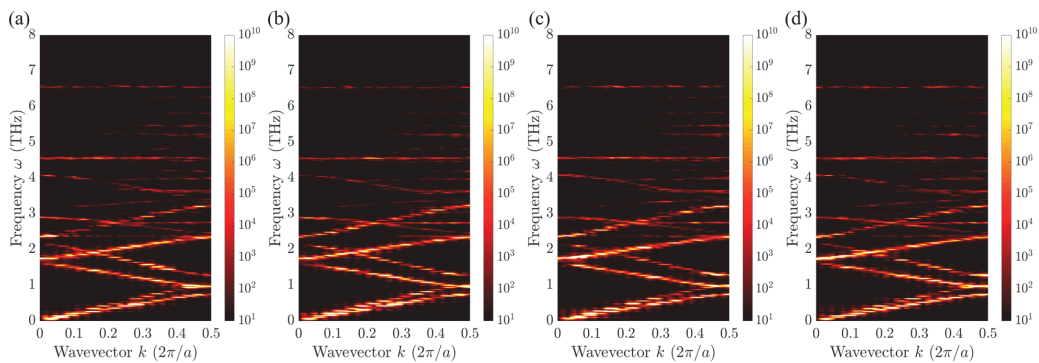 (a) (b) (c) (d)
8 10^10 8 10^10 8 10^10 8 10^10
7 10^9 7 10^9 7 10^9 7 10^9
6 10^8 6 10^8 6 10^8 6 10^8
5 10^7 5 10^7 5 10^7 5 10^7
4 10^6 4 10^6 4 10^6 4 10^6
3 10^5 3 10^5 3 10^5 3 10^5
2 10^4 2 10^4 2 10^4 2 10^4
1 10^3 1 10^3 1 10^3 1 10^3
10^2 10^2 10^2 10^2
0 10^1 0 10^1 0 10^1 0 10^1
Frequency ω (THz) Frequency ω (THz) Frequency ω (THz) Frequency ω (THz)
0 0.1 0.2 0.3 0.4 0.5 0 0.1 0.2 0.3 0.4 0.5 0 0.1 0.2 0.3 0.4 0.5 0 0.1 0.2 0.3 0.4 0.5
Wavevector k (2π/a) Wavevector k (2π/a) Wavevector k (2π/a) Wavevector k (2π/a)